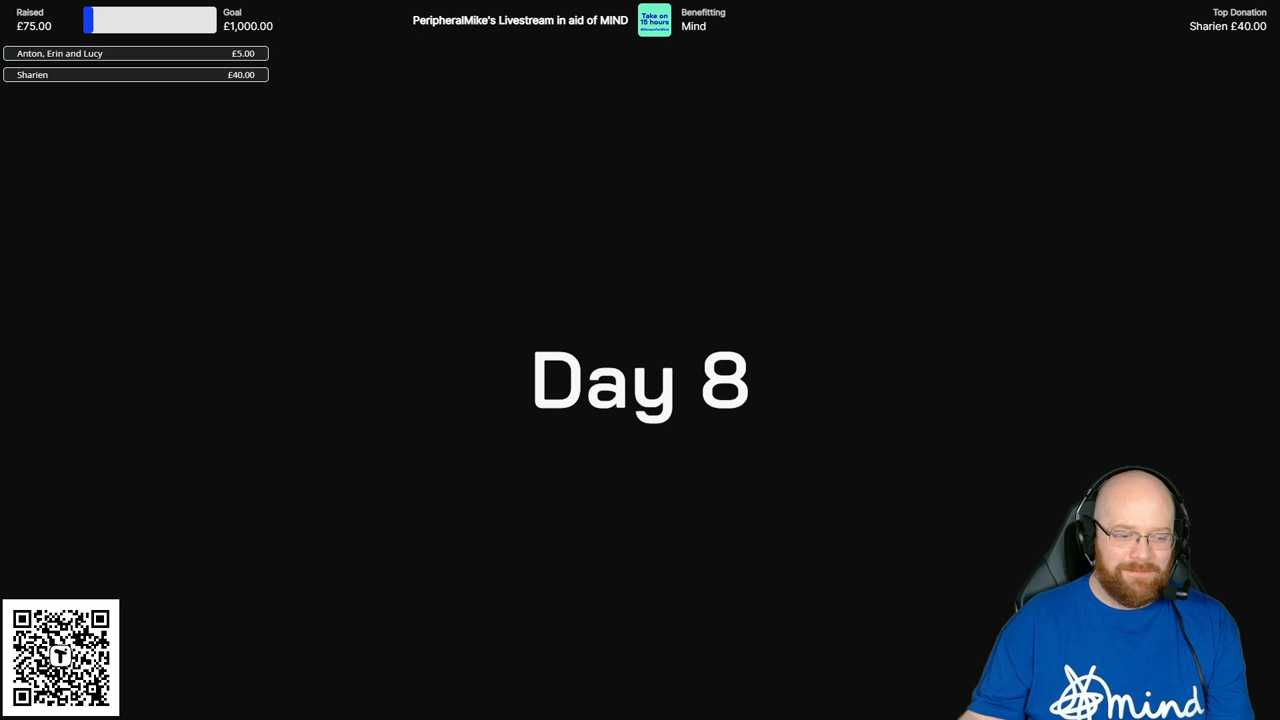 Raised
£75.00
Goal
£1,000.00
PeripheralMike's Livestream in aid of MIND
Take on
15 hours
Benefitting
Mind
Top Donation
Sharien £40.00
Anton, Erin and Lucy £5.00
Sharien £40.00
Day 8
T
mind